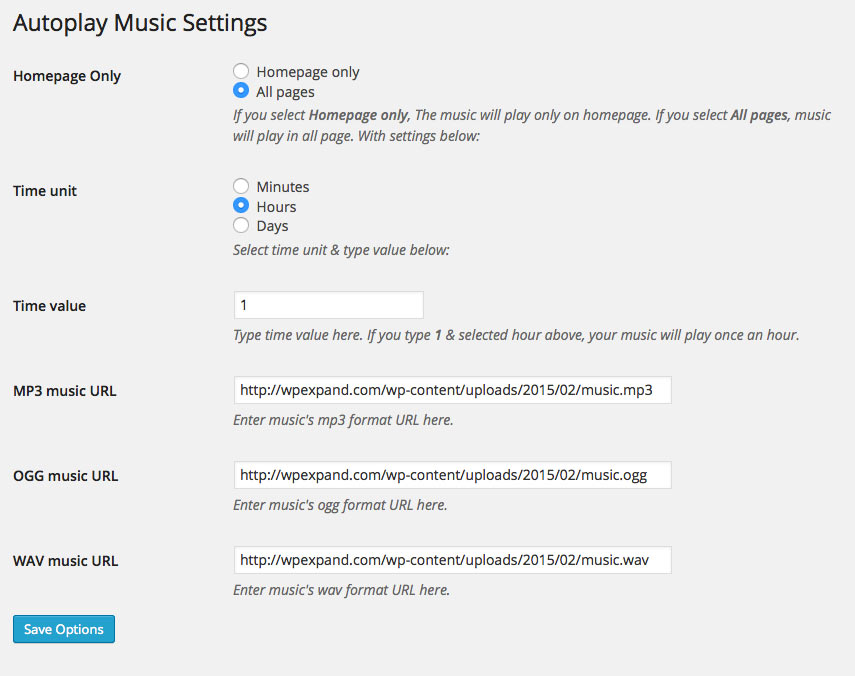 Autoplay Music Settings
Homepage Only
Homepage only
All pages
If you select Homepage only, The music will play only on homepage. If you select All pages, music
will play in all page. With settings below:
Time unit
Minutes
Hours
Days
Select time unit & type value below:
Time value
1
Type time value here. If you type 1 & selected hour above, your music will play once an hour.
MP3 music URL
http://wpexpand.com/wp-content/uploads/2015/02/music.mp3
Enter music's mp3 format URL here.
OGG music URL
http://wpexpand.com/wp-content/uploads/2015/02/music.ogg
Enter music's ogg format URL here.
WAV music URL
http://wpexpand.com/wp-content/uploads/2015/02/music.wav
Enter music's wav format URL here.
Save Options